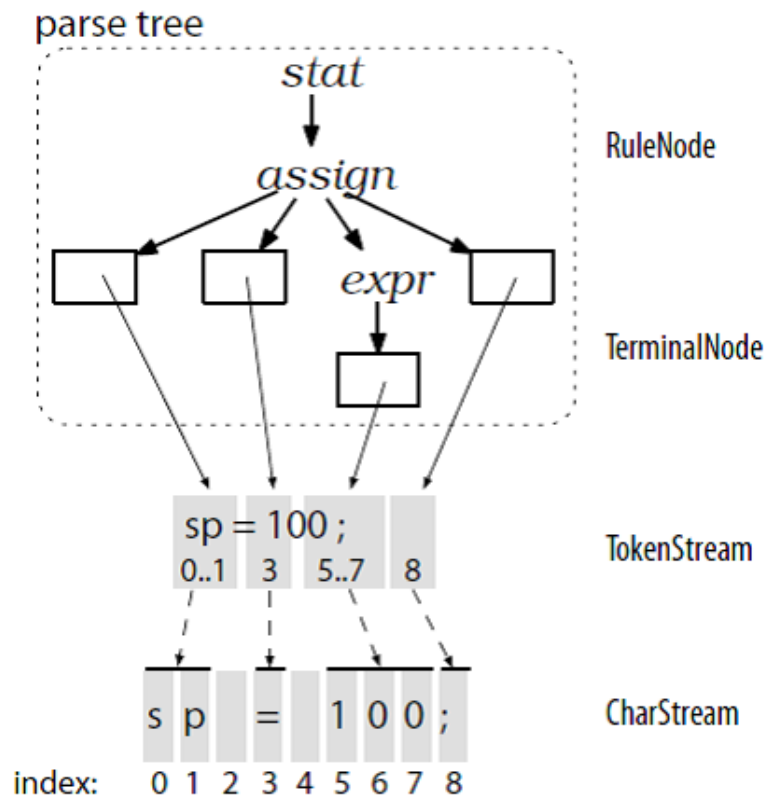 parse tree
stat
RuleNode
assign
expr
TerminalNode
sp = 100 ;
0..1 3 5..7 8
TokenStream
s p = 1 0 0 ;
CharStream
index: 0 1 2 3 4 5 6 7 8